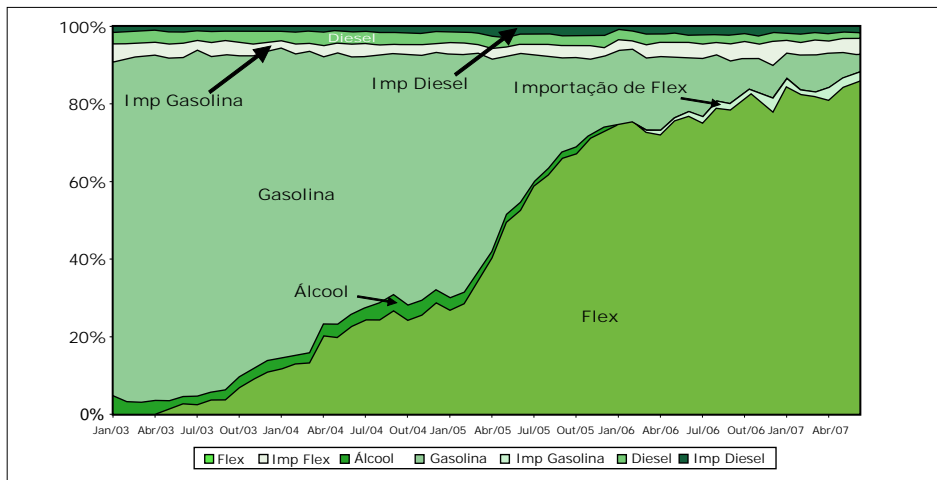 100%
80%
60%
40%
20%
0%
Diesel
Imp Gasolina
Imp Diesel
Importação de Flex
Gasolina
Álcool
Flex
Jan/03 Abr/03 Jul/03 Out/03 Jan/04 Abr/04 Jul/04 Out/04 Jan/05 Abr/05 Jul/05 Out/05 Jan/06 Abr/06 Jul/06 Out/06 Jan/07 Abr/07
Flex Imp Flex Álcool Gasolina Imp Gasolina Diesel Imp Diesel